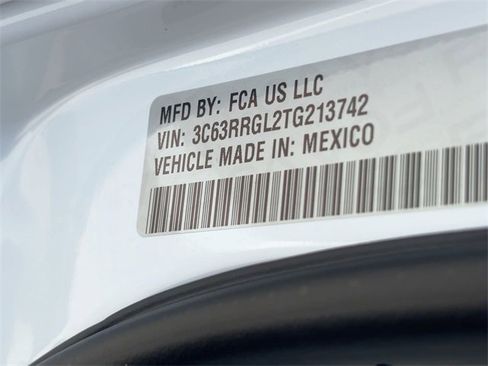 MFD BY: FCA US LLC
VIN: 3C63RRGL2TG213742
VEHICLE MADE IN: MEXICO